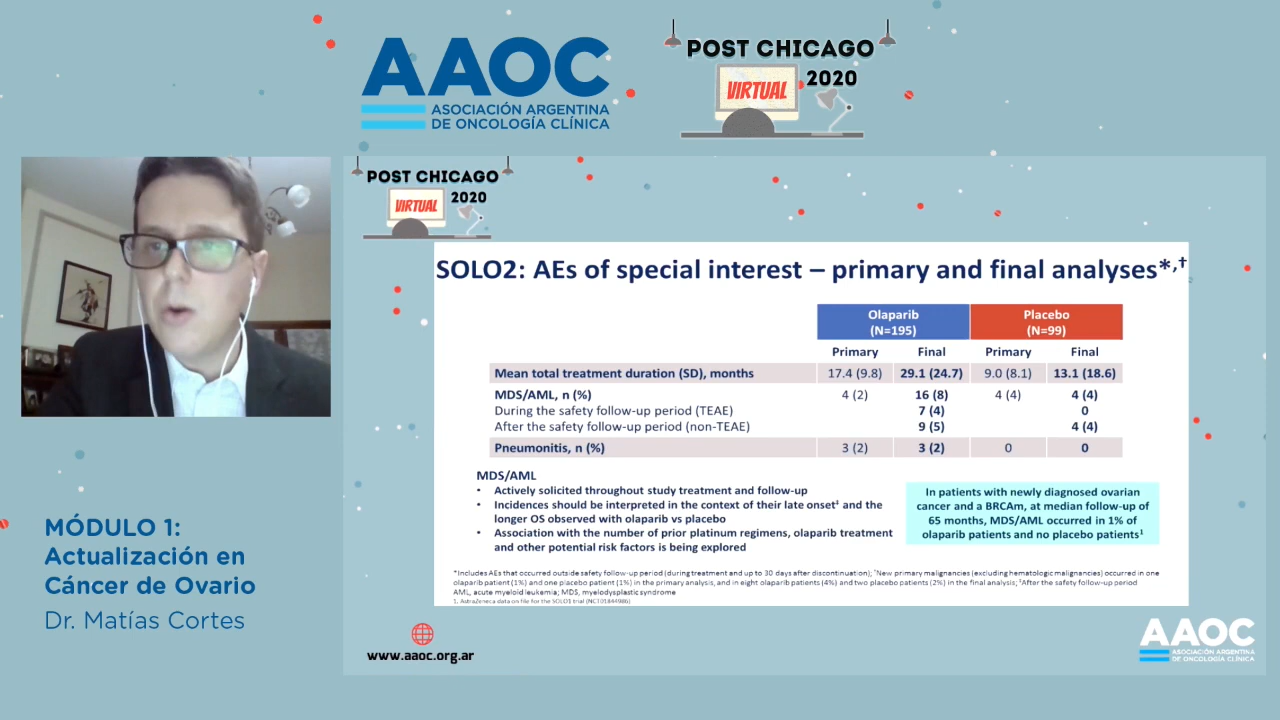 AAOC
ASOCIACIÓN ARGENTINA
DE ONCOLOGÍA CLÍNICA
POST CHICAGO
2020
VIRTUAL
POST CHICAGO
2020
VIRTUAL
SOLO2: AEs of special interest – primary and final analyses*,†
Olaparib Placebo
(N=195) (N=99)
Primary Final Primary Final
Mean total treatment duration (SD), months 17.4 (9.8) 29.1 (24.7) 9.0 (8.1) 13.1 (18.6)
MDS/AML, n (%) 4 (2) 16 (8) 4 (4) 4 (4)
During the safety follow-up period (TEAE) 7 (4) 0
After the safety follow-up period (non-TEAE) 9 (5) 4 (4)
Pneumonitis, n (%) 3 (2) 3 (2) 0 0
MDS/AML
• Actively solicited throughout study treatment and follow-up
• Incidences should be interpreted in the context of their late onset‡ and the
longer OS observed with olaparib vs placebo
• Association with the number of prior platinum regimens, olaparib treatment
and other potential risk factors is being explored
In patients with newly diagnosed ovarian
cancer and a BRCAm, at median follow-up of
65 months, MDS/AML occurred in 1% of
olaparib patients and no placebo patients¹
*Includes AEs that occurred outside safety follow-up period (during treatment and up to 30 days after discontinuation); †New primary malignancies (excluding hematologic malignancies) occurred in one
olaparib patient (1%) and one placebo patient (1%) in the primary analysis, and in eight olaparib patients (4%) and two placebo patients (2%) in the final analysis; ‡After the safety follow-up period
AML, acute myeloid leukemia; MDS, myelodysplastic syndrome
1. AstraZeneca data on file for the SOLO1 trial (NCT01844986)
MÓDULO 1:
Actualización en
Cáncer de Ovario
Dr. Matías Cortes
www.aaoc.org.ar
AAOC
ASOCIACIÓN ARGENTINA
DE ONCOLOGÍA CLÍNICA